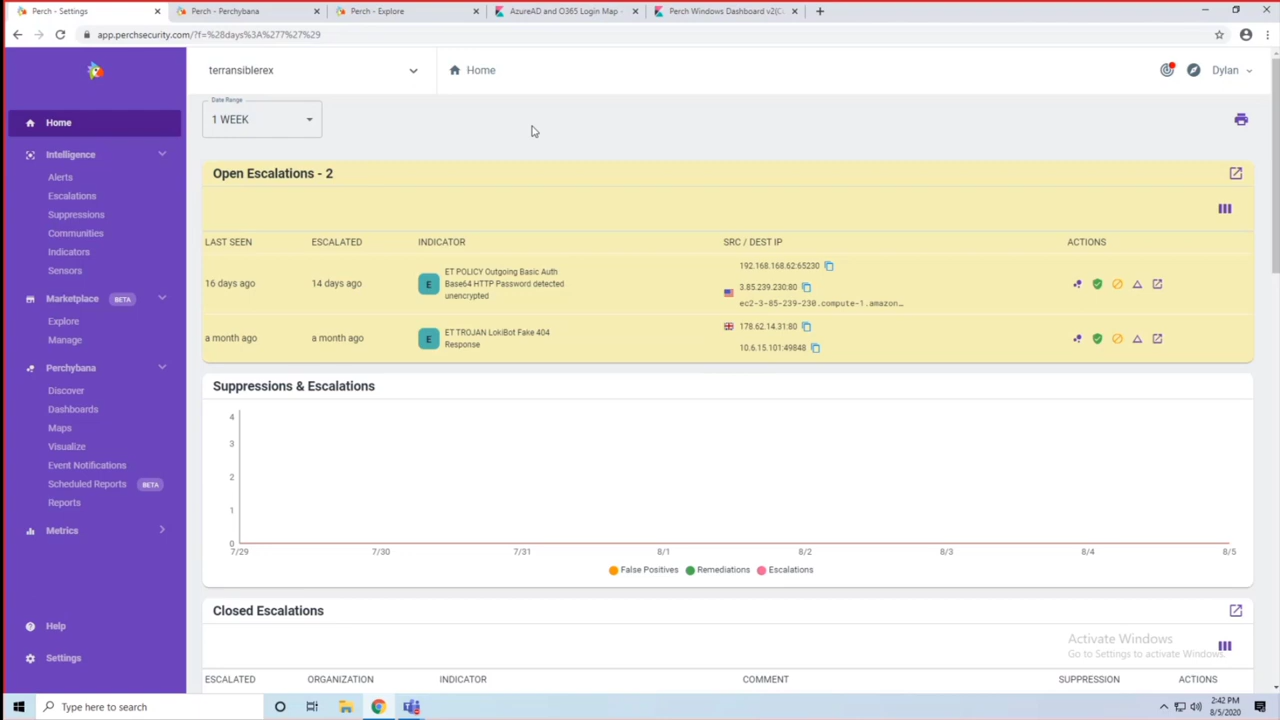 Perch - Settings
Perch - Perchybana
Perch - Explore
AzureAD and O365 Login Map -
Perch Windows Dashboard v2(C
app.perchsecurity.com/?f=%28days%3A%277%27%29
terransiblerex
Home
Dylan
Date Range
1 WEEK
Home
Intelligence
Alerts
Escalations
Suppressions
Communities
Indicators
Sensors
Marketplace BETA
Explore
Manage
Perchybana
Discover
Dashboards
Maps
Visualize
Event Notifications
Scheduled Reports BETA
Reports
Metrics
Help
Settings
Open Escalations - 2
LAST SEEN ESCALATED INDICATOR SRC / DEST IP ACTIONS
16 days ago
14 days ago
E
ET POLICY Outgoing Basic Auth
Base64 HTTP Password detected
unencrypted
192.168.168.62:65230
3.85.239.230:80
ec2-3-85-239-230.compute-1.amazon…
a month ago
a month ago
E
ET TROJAN LokiBot Fake 404
Response
178.62.14.31:80
10.6.15.101:49848
Suppressions & Escalations
4
3
2
1
0
7/29 7/30 7/31 8/1 8/2 8/3 8/4 8/5
False Positives Remediations Escalations
Closed Escalations
Activate Windows
Go to Settings to activate Windows.
ESCALATED ORGANIZATION INDICATOR COMMENT SUPPRESSION ACTIONS
Type here to search
2:42 PM
8/5/2020